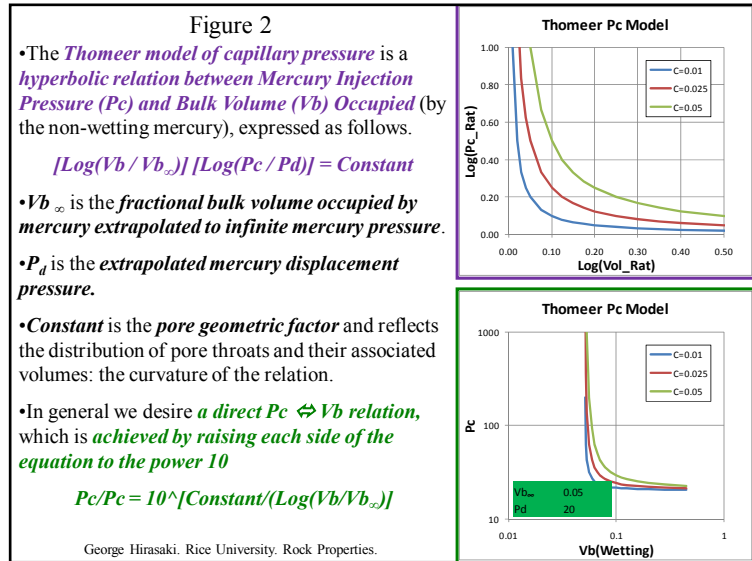 Figure 2
•The Thomeer model of capillary pressure is a
hyperbolic relation between Mercury Injection
Pressure (Pc) and Bulk Volume (Vb) Occupied (by
the non-wetting mercury), expressed as follows.
[Log(Vb / Vb∞)] [Log(Pc / Pd)] = Constant
•Vb ∞ is the fractional bulk volume occupied by
mercury extrapolated to infinite mercury pressure.
•Pd is the extrapolated mercury displacement
pressure.
•Constant is the pore geometric factor and reflects
the distribution of pore throats and their associated
volumes: the curvature of the relation.
•In general we desire a direct Pc ⇔ Vb relation,
which is achieved by raising each side of the
equation to the power 10
Pc/Pc = 10^[Constant/(Log(Vb/Vb∞)]
George Hirasaki. Rice University. Rock Properties.
Thomeer Pc Model
Log(Pc_Rat)
1.00
0.80
0.60
0.40
0.20
0.00
C=0.01
C=0.025
C=0.05
0.00 0.10 0.20 0.30 0.40 0.50
Log(Vol_Rat)
Thomeer Pc Model
Pc
1000
100
10
C=0.01
C=0.025
C=0.05
Vb∞ 0.05
Pd 20
0.01 0.1 1
Vb(Wetting)